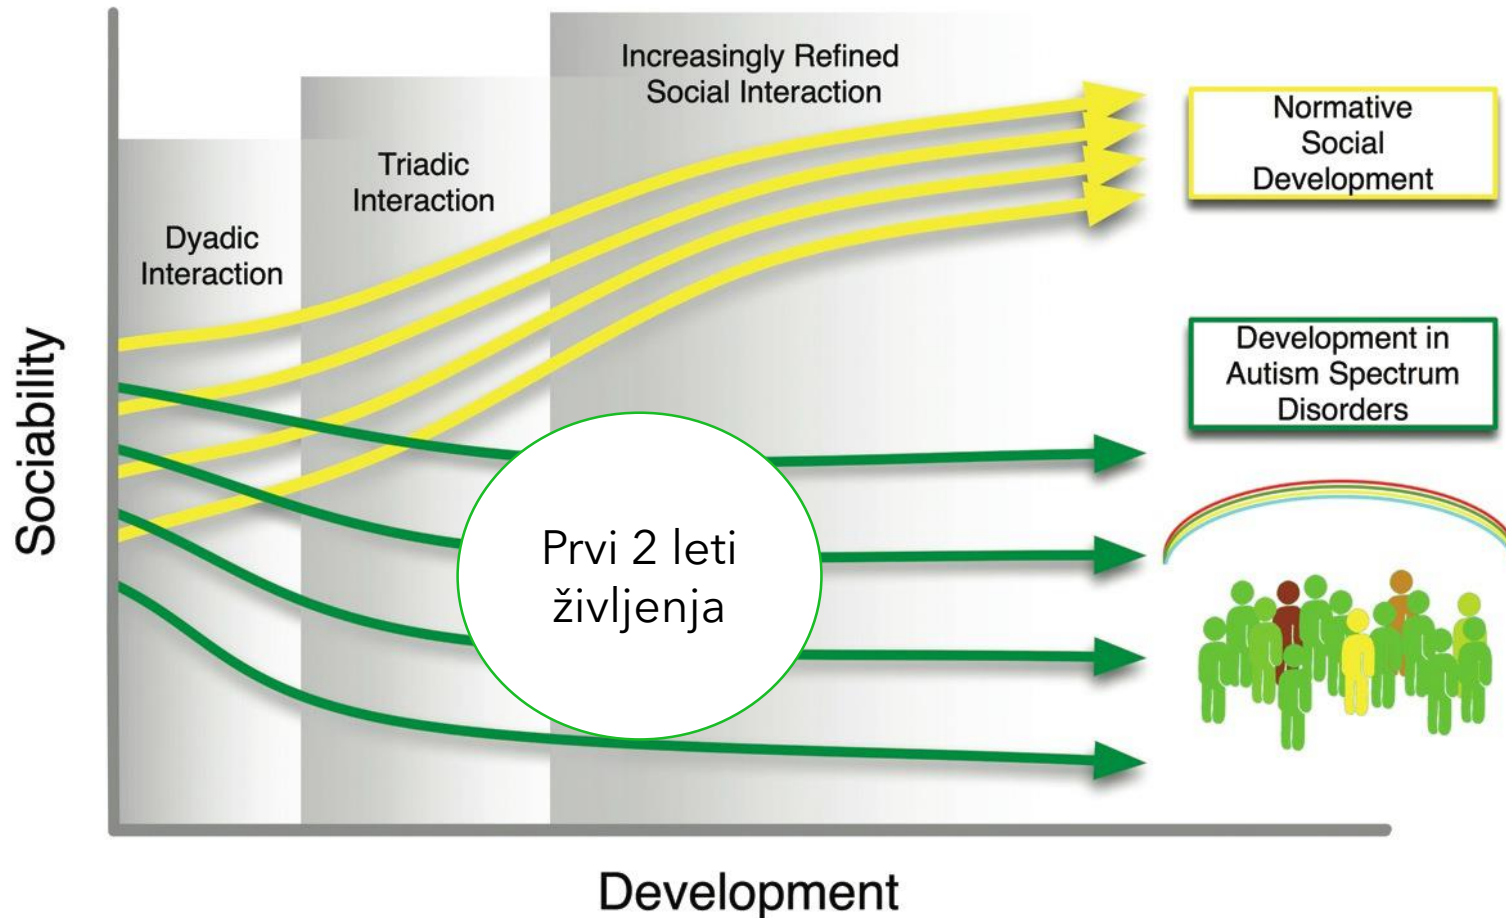 Increasingly Refined
Social Interaction
Triadic
Interaction
Dyadic
Interaction
Normative
Social
Development
Development in
Autism Spectrum
Disorders
Prvi 2 leti
življenja
Sociability
Development